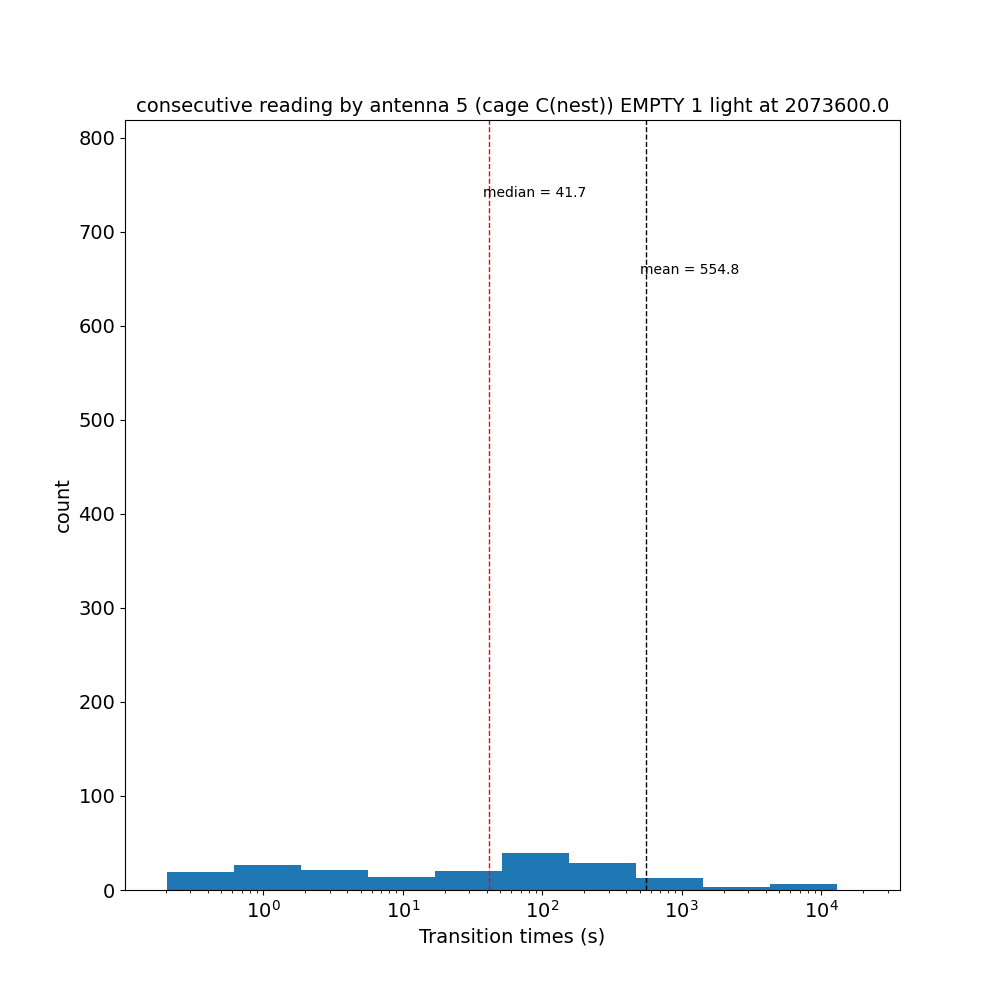 consecutive reading by antenna 5 (cage C(nest)) EMPTY 1 light at 2073600.0
800
median = 41.7
700
mean = 554.8
600
500
count
400
300
200
100
0
10⁰ 10¹ 10² 10³ 10⁴
Transition times (s)